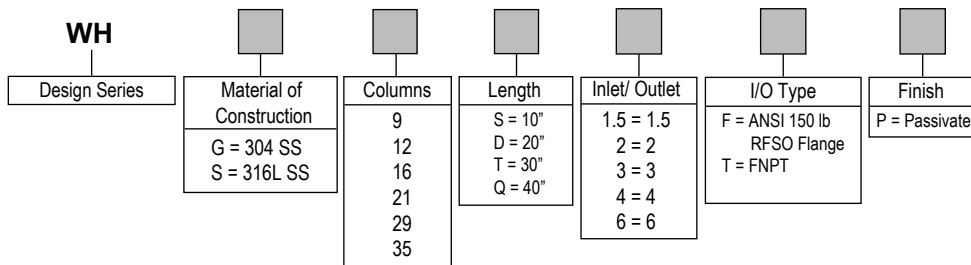 WH
Design Series
Material of
Construction
G = 304 SS
S = 316L SS
Columns
9
12
16
21
29
35
Length
S = 10”
D = 20”
T = 30”
Q = 40”
Inlet/ Outlet
1.5 = 1.5
2 = 2
3 = 3
4 = 4
6 = 6
I/O Type
F = ANSI 150 lb
RFSO Flange
T = FNPT
Finish
P = Passivate